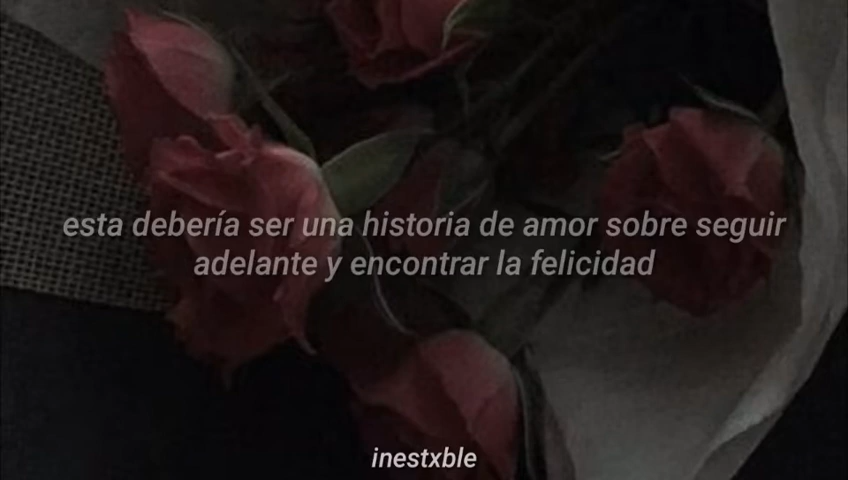 esta debería ser una historia de amor sobre seguir
adelante y encontrar la felicidad
inestxble